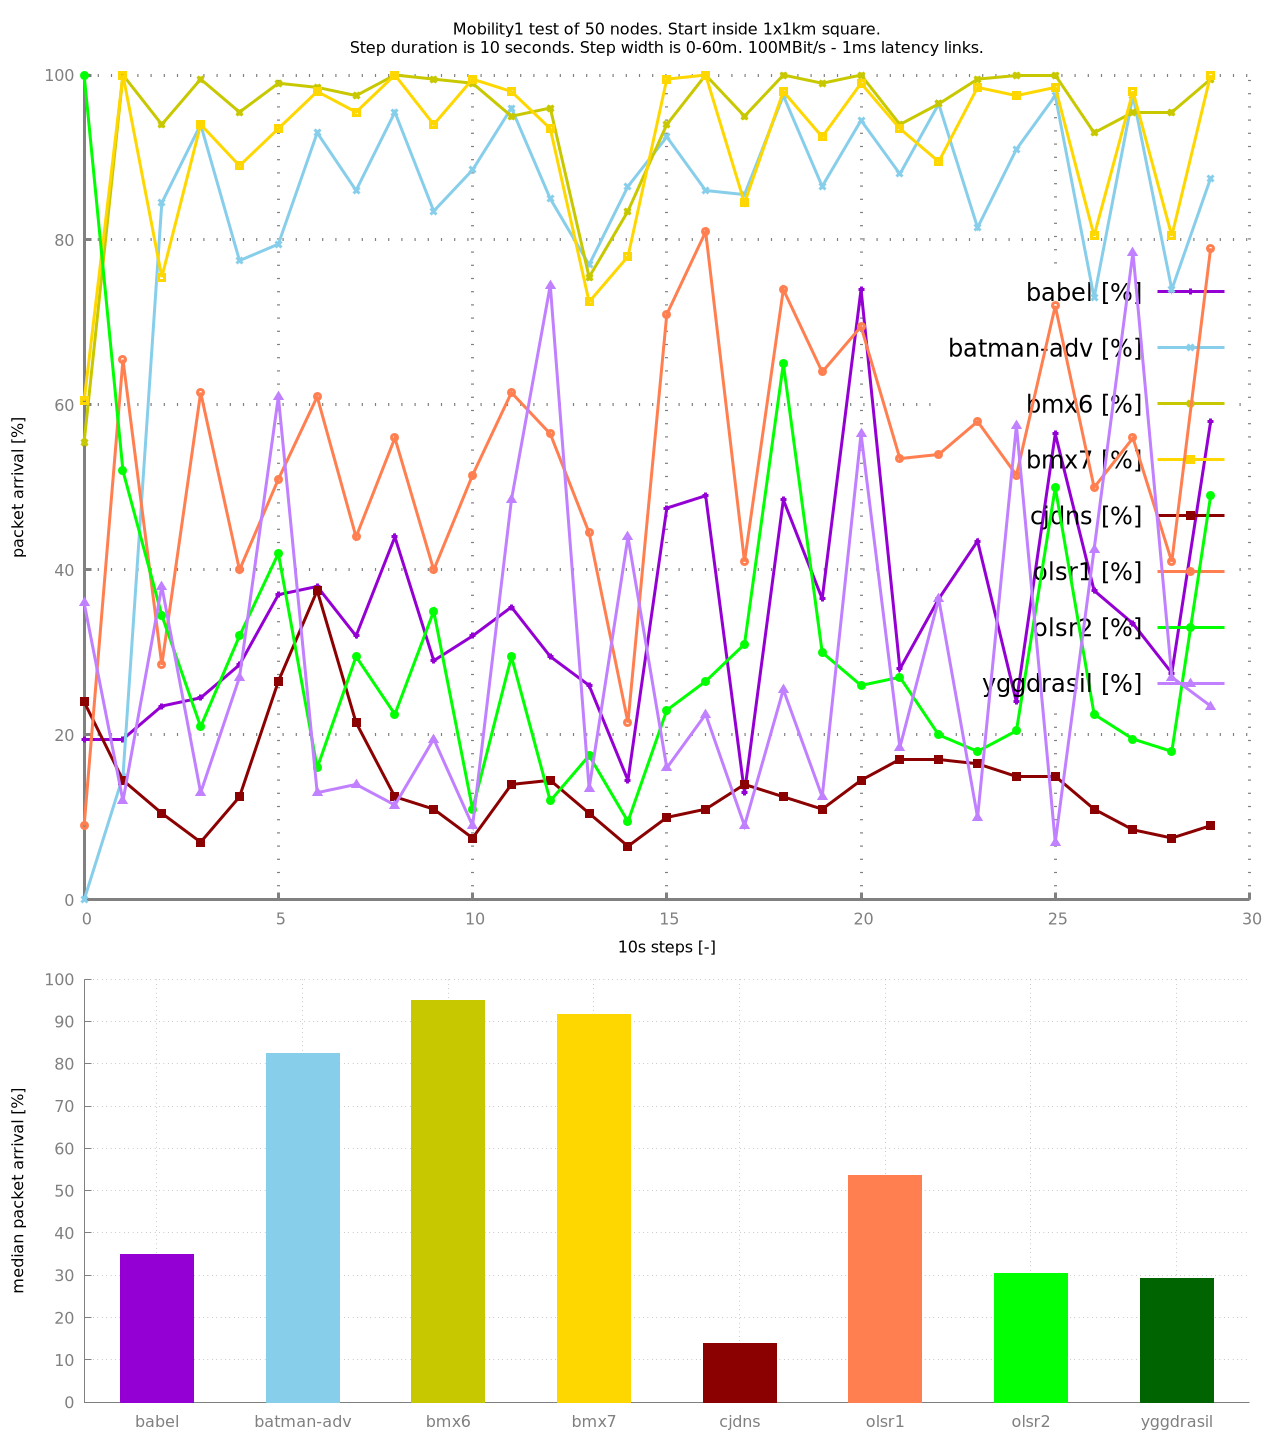 Mobility1 test of 50 nodes. Start inside 1x1km square.
Step duration is 10 seconds. Step width is 0-60m. 100MBit/s - 1ms latency links.
100
80
60
40
20
0
packet arrival [%]
babel [%]
batman-adv [%]
bmx6 [%]
bmx7 [%]
cjdns [%]
olsr1 [%]
olsr2 [%]
yggdrasil [%]
0 5 10 15 20 25 30
10s steps [-]
100
90
80
70
60
50
40
30
20
10
0
median packet arrival [%]
babel batman-adv bmx6 bmx7 cjdns olsr1 olsr2 yggdrasil